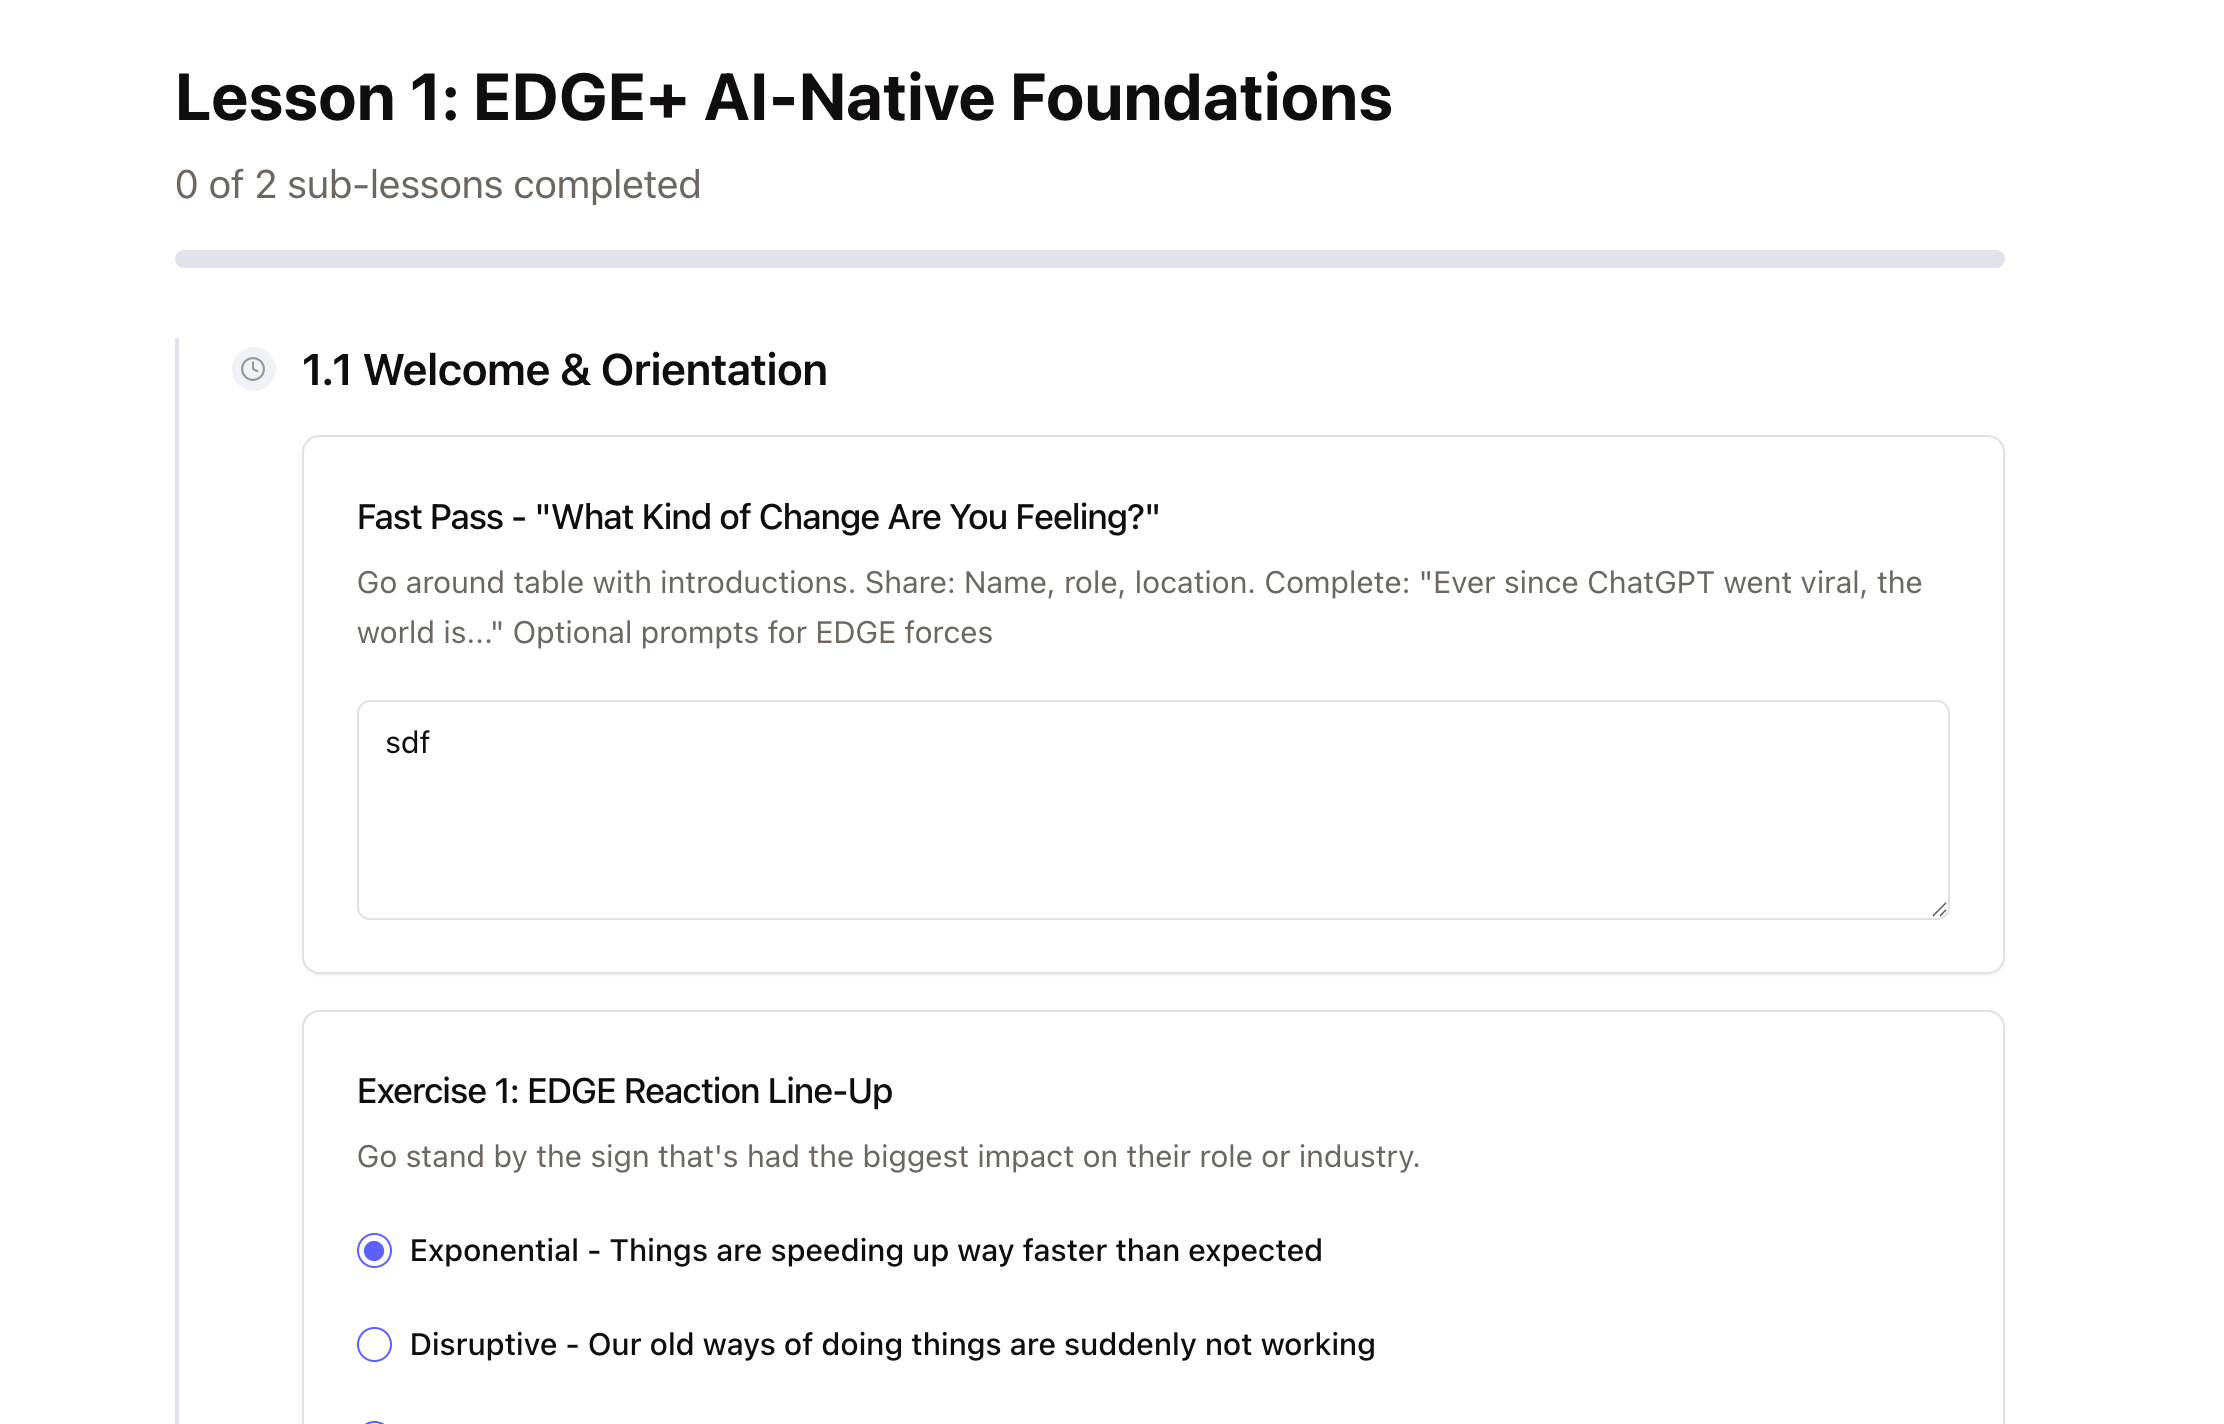 Lesson 1: EDGE+ AI-Native Foundations
0 of 2 sub-lessons completed
1.1 Welcome & Orientation
Fast Pass - "What Kind of Change Are You Feeling?"
Go around table with introductions. Share: Name, role, location. Complete: "Ever since ChatGPT went viral, the
world is..." Optional prompts for EDGE forces
sdf
Exercise 1: EDGE Reaction Line-Up
Go stand by the sign that's had the biggest impact on their role or industry.
Exponential - Things are speeding up way faster than expected
Disruptive - Our old ways of doing things are suddenly not working